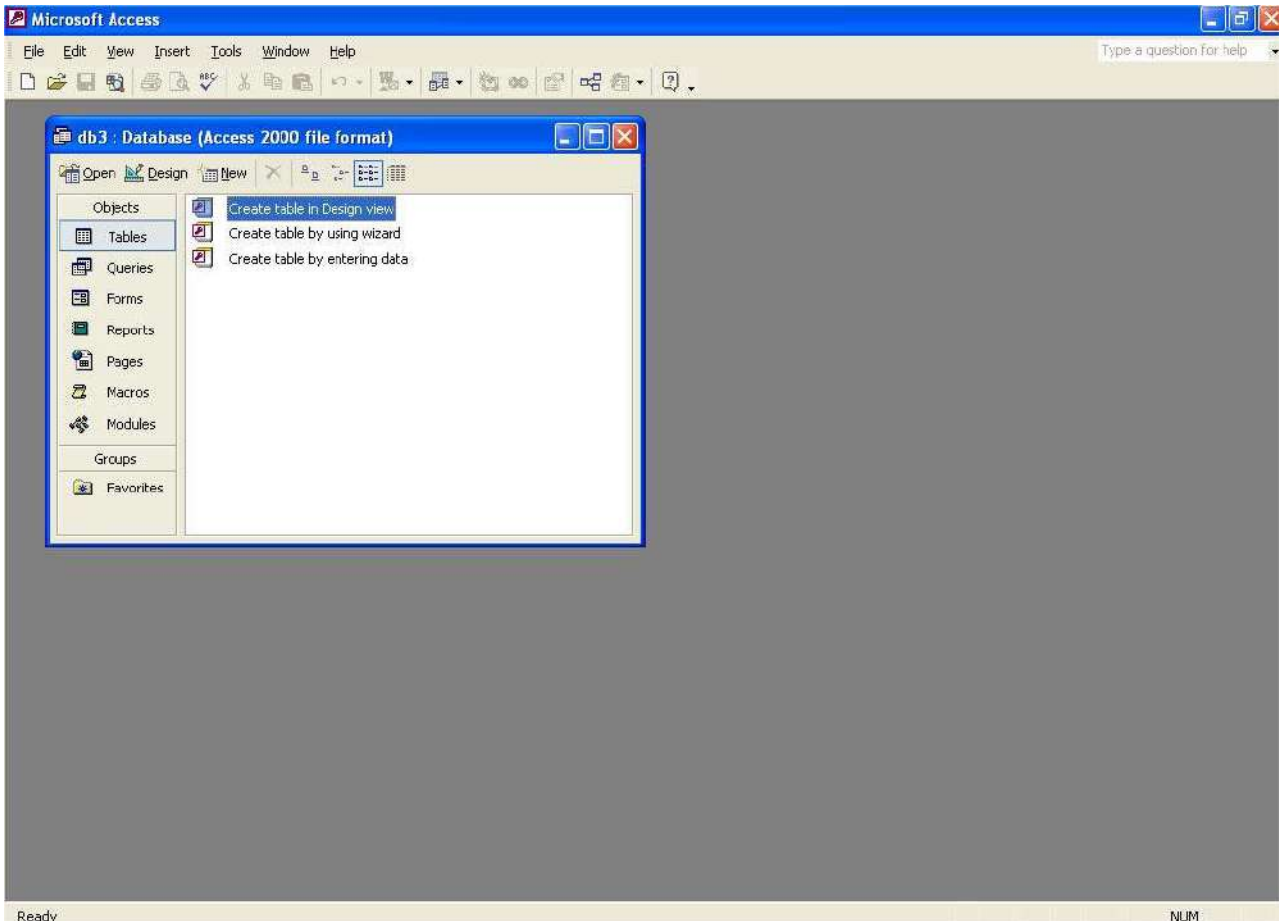 Microsoft Access
File Edit View Insert Tools Window Help Type a question for help
ABC
db3 : Database (Access 2000 file format)
Open Design New
Objects
Tables
Queries
Forms
Reports
Pages
Macros
Modules
Groups
Favorites
Create table in Design view
Create table by using wizard
Create table by entering data
Ready NUM